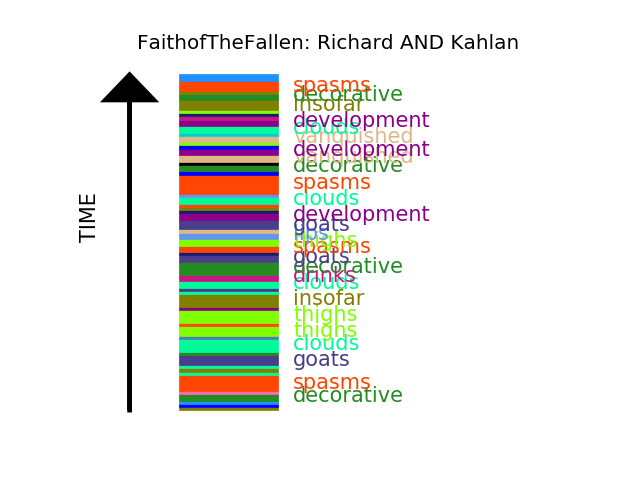 FaithofTheFallen: Richard AND Kahlan
spasms
decorative
insofar
development
clouds
vanquished
development
vanquished
decorative
spasms
clouds
development
goats
thighs
spasms
goats
decorative
drinks
clouds
insofar
thighs
thighs
clouds
goats
spasms
decorative
TIME